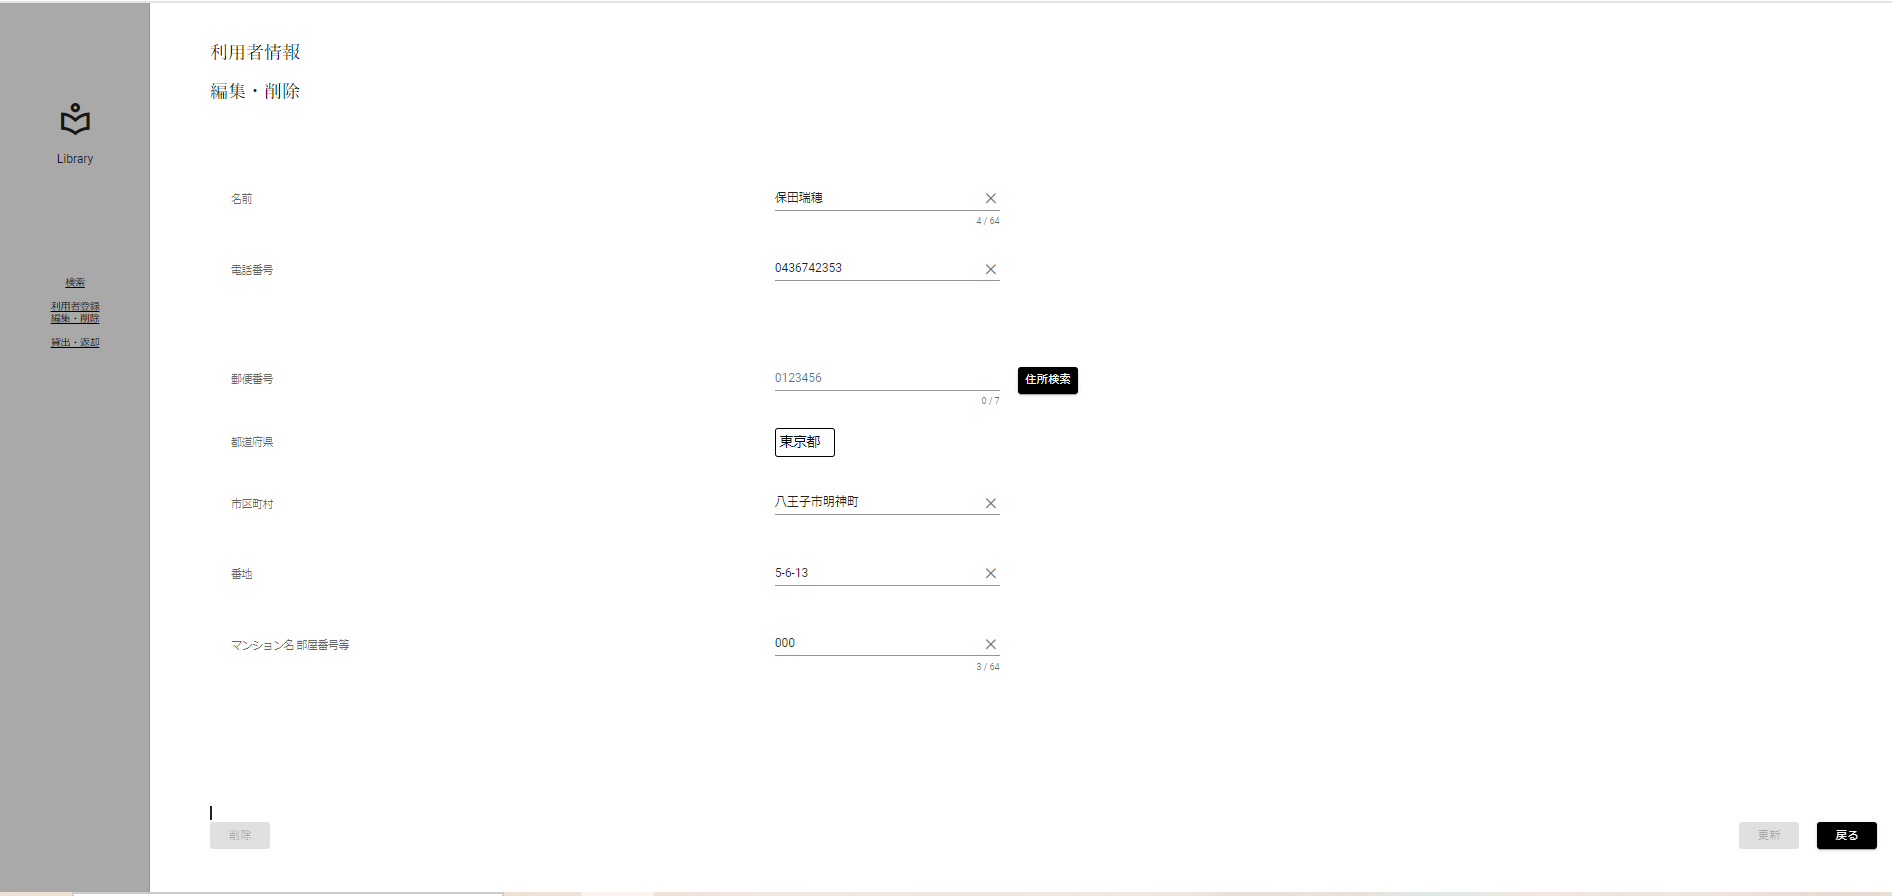 Library
検索
利用者登録
編集・削除
貸出・返却
利用者情報
編集・削除
名前
保田瑞穂
4 / 64
電話番号
0436742353
郵便番号
0123456
住所検索
0 / 7
都道府県
東京都
市区町村
八王子市明神町
番地
5-6-13
マンション名 部屋番号等
000
3 / 64
削除
更新
戻る